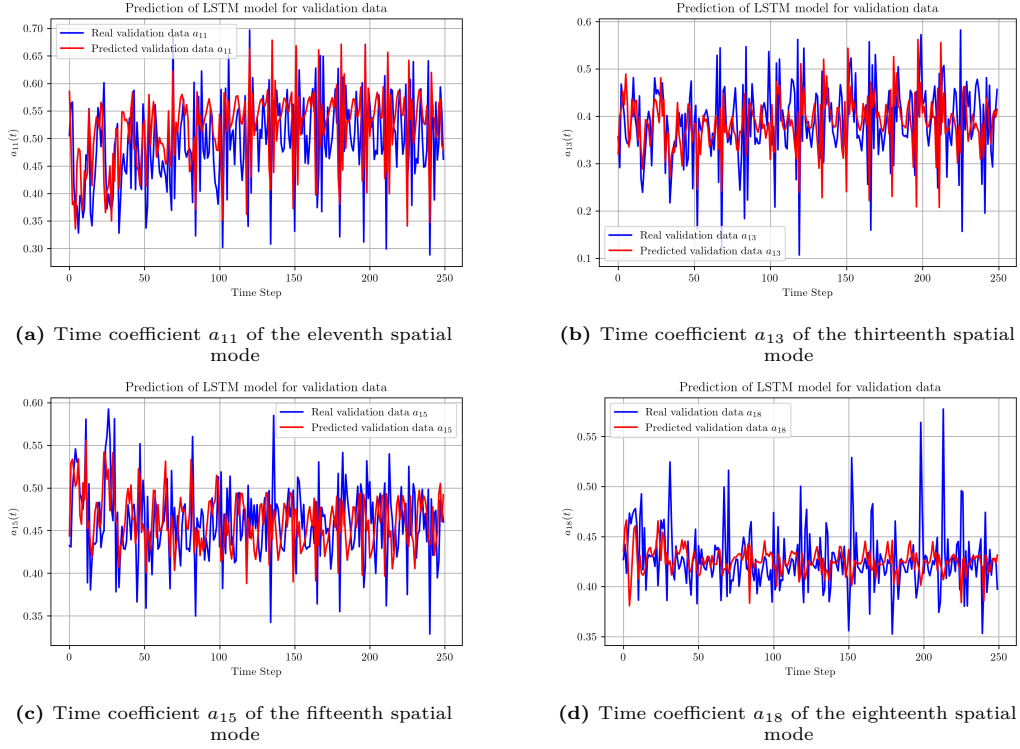 Prediction of LSTM model for validation data
0.70
0.65
0.60
0.55
0.50
0.45
0.40
0.35
0.30
a₁₁(t)
Real validation data a₁₁
Predicted validation data a₁₁
0 50 100 150 200 250
Time Step
(a) Time coefficient a₁₁ of the eleventh spatial
mode
Prediction of LSTM model for validation data
0.6
0.5
0.4
0.3
0.2
0.1
a₁₃(t)
Real validation data a₁₃
Predicted validation data a₁₃
0 50 100 150 200 250
Time Step
(b) Time coefficient a₁₃ of the thirteenth spatial
mode
Prediction of LSTM model for validation data
0.60
0.55
0.50
0.45
0.40
0.35
a₁₅(t)
Real validation data a₁₅
Predicted validation data a₁₅
0 50 100 150 200 250
Time Step
(c) Time coefficient a₁₅ of the fifteenth spatial
mode
Prediction of LSTM model for validation data
0.55
0.50
0.45
0.40
0.35
a₁₈(t)
Real validation data a₁₈
Predicted validation data a₁₈
0 50 100 150 200 250
Time Step
(d) Time coefficient a₁₈ of the eighteenth spatial
mode